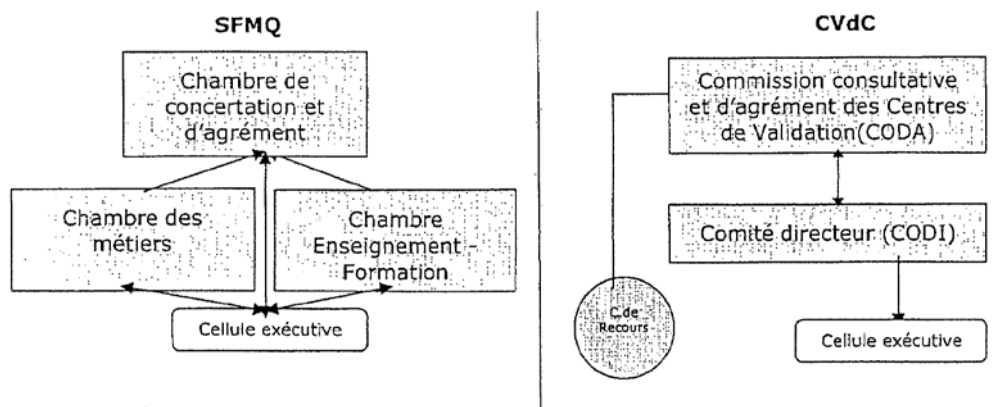 SFMQ
Chambre de
concertation et
d'agrément
Chambre des
métiers
Chambre
Enseignement -
Formation
Cellule exécutive
CVdC
Commission consultative
et d'agrément des Centres
de Validation(CODA)
Comité directeur (CODI)
C.de
Recours
Cellule exécutive